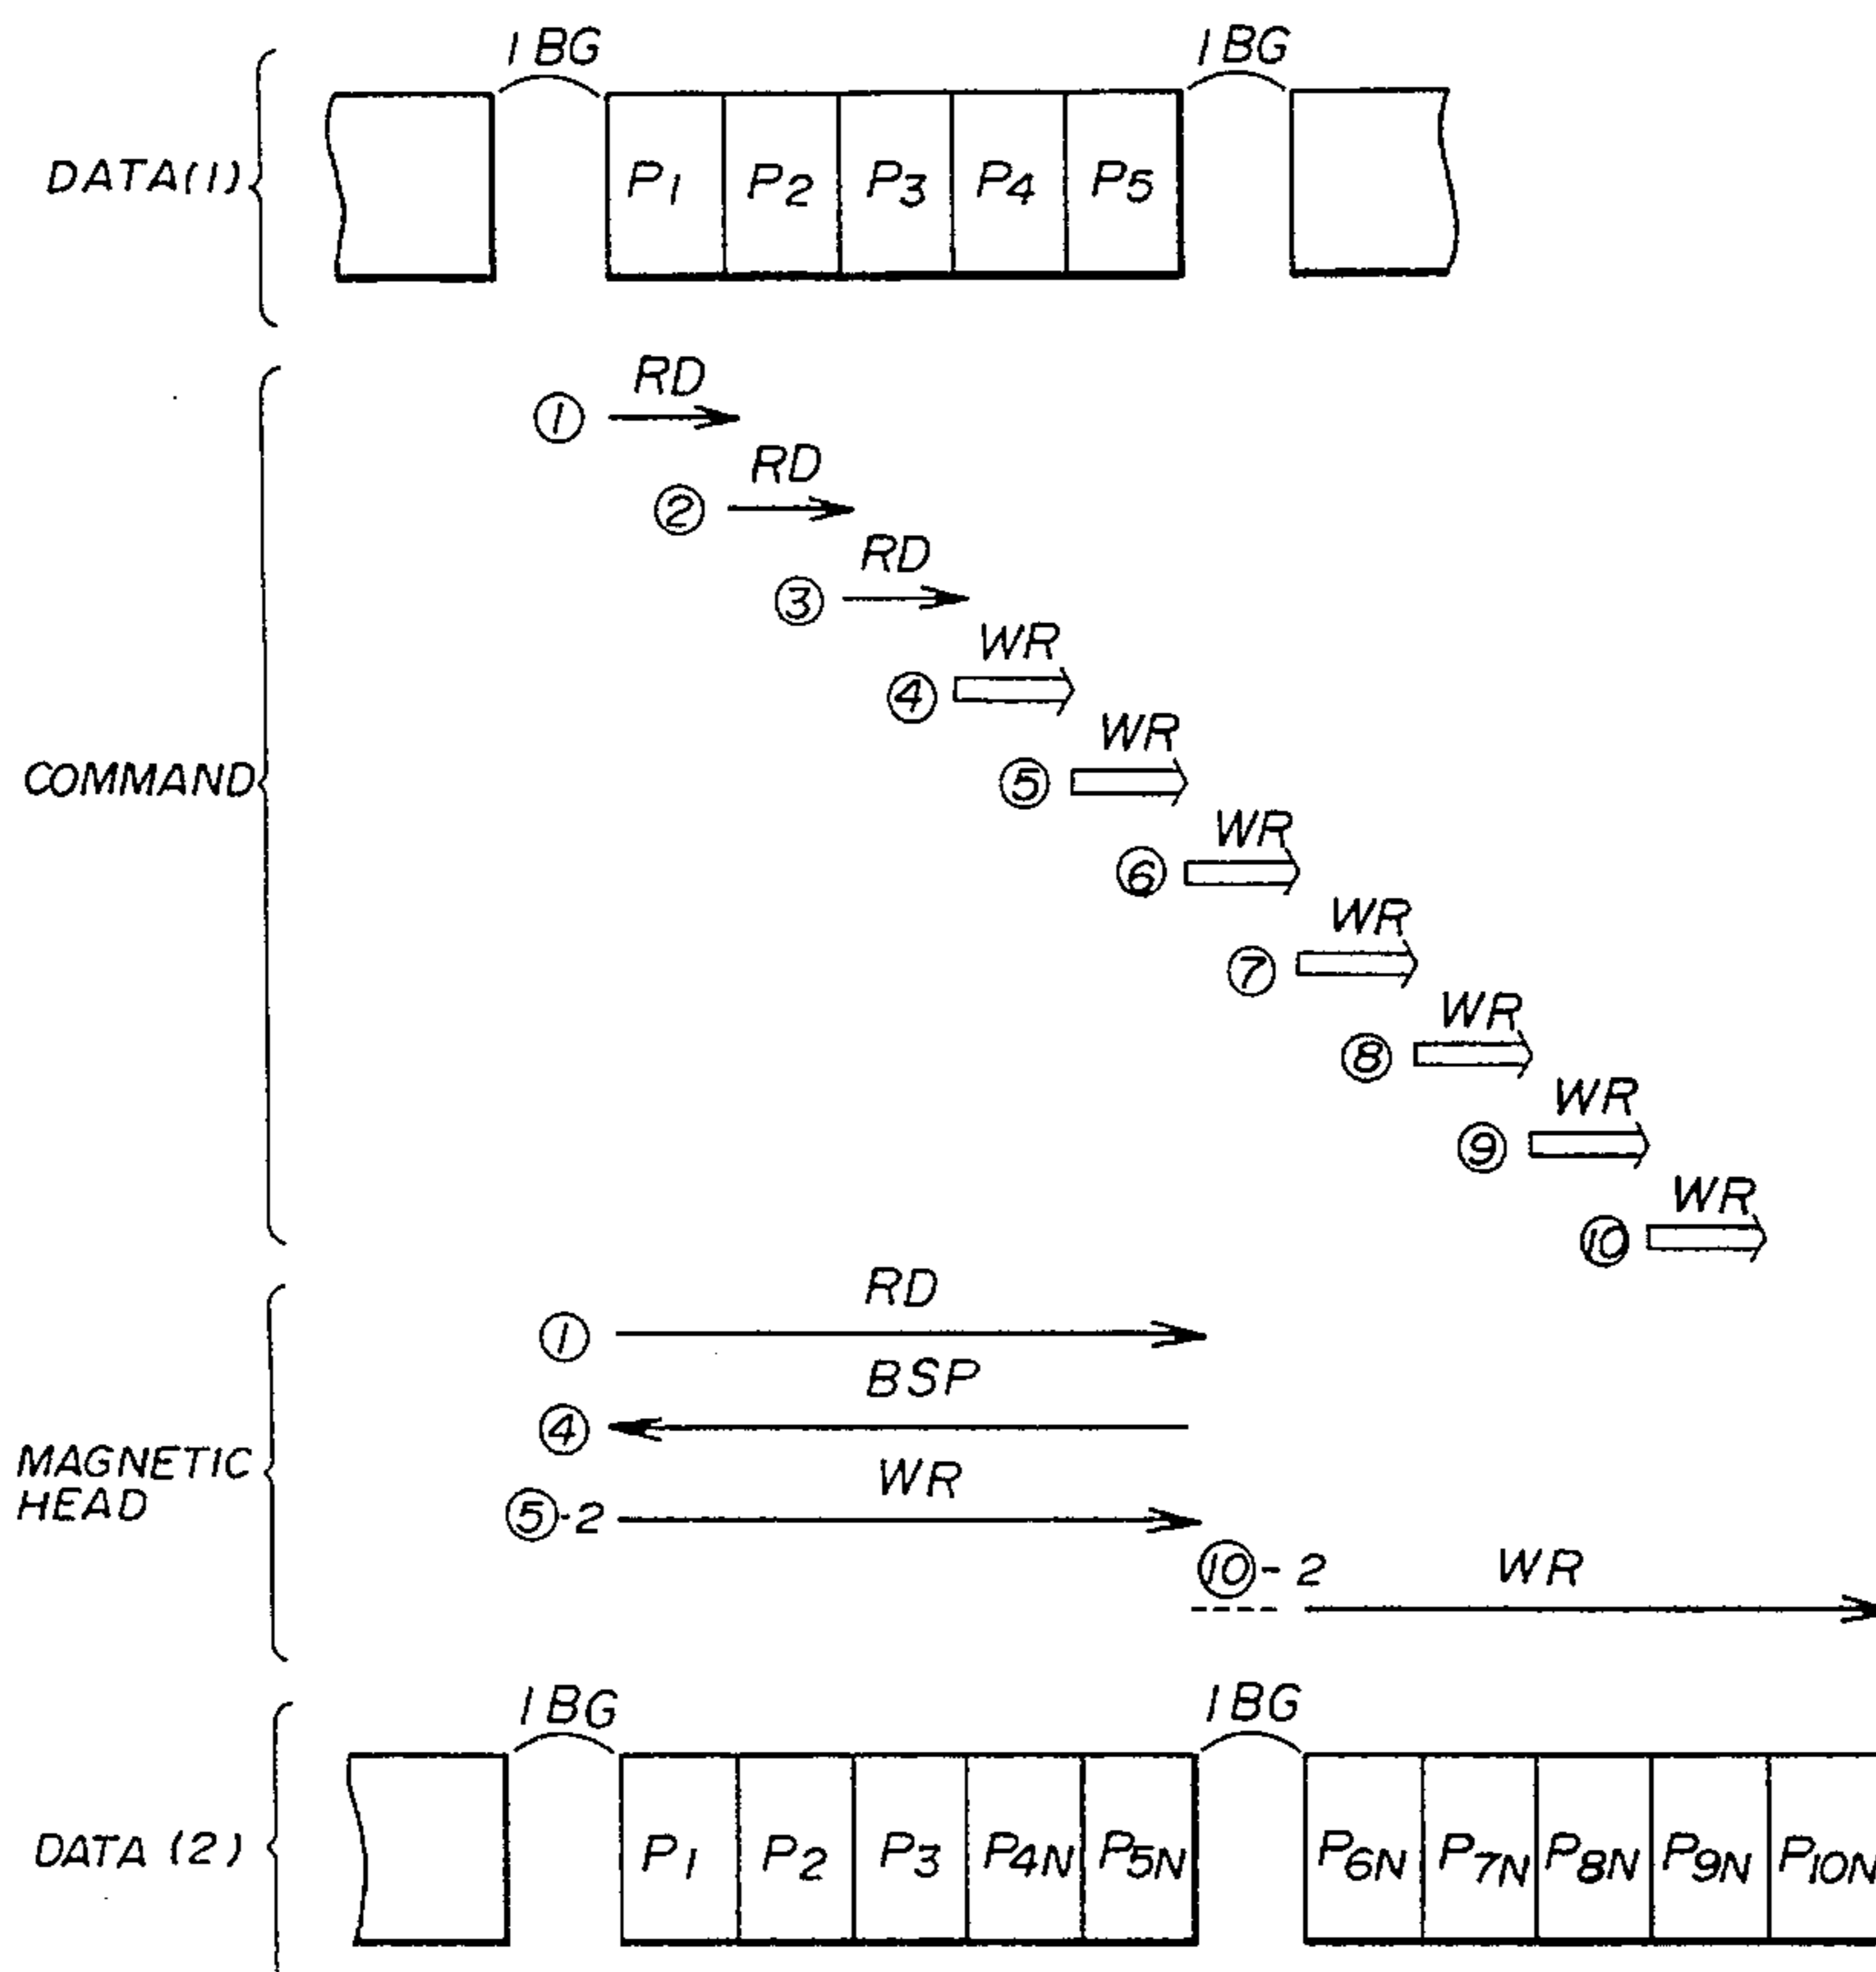 IBG IBG
DATA(1)
P1 P2 P3 P4 P5
① RD
② RD
③ RD
④ WR
⑤ WR
COMMAND
⑥ WR
⑦ WR
⑧ WR
⑨ WR
⑩ WR
① RD
④ BSP
MAGNETIC
HEAD
⑤-2 WR
⑩-2 WR
IBG IBG
DATA (2)
P1 P2 P3 P4N P5N P6N P7N P8N P9N P10N